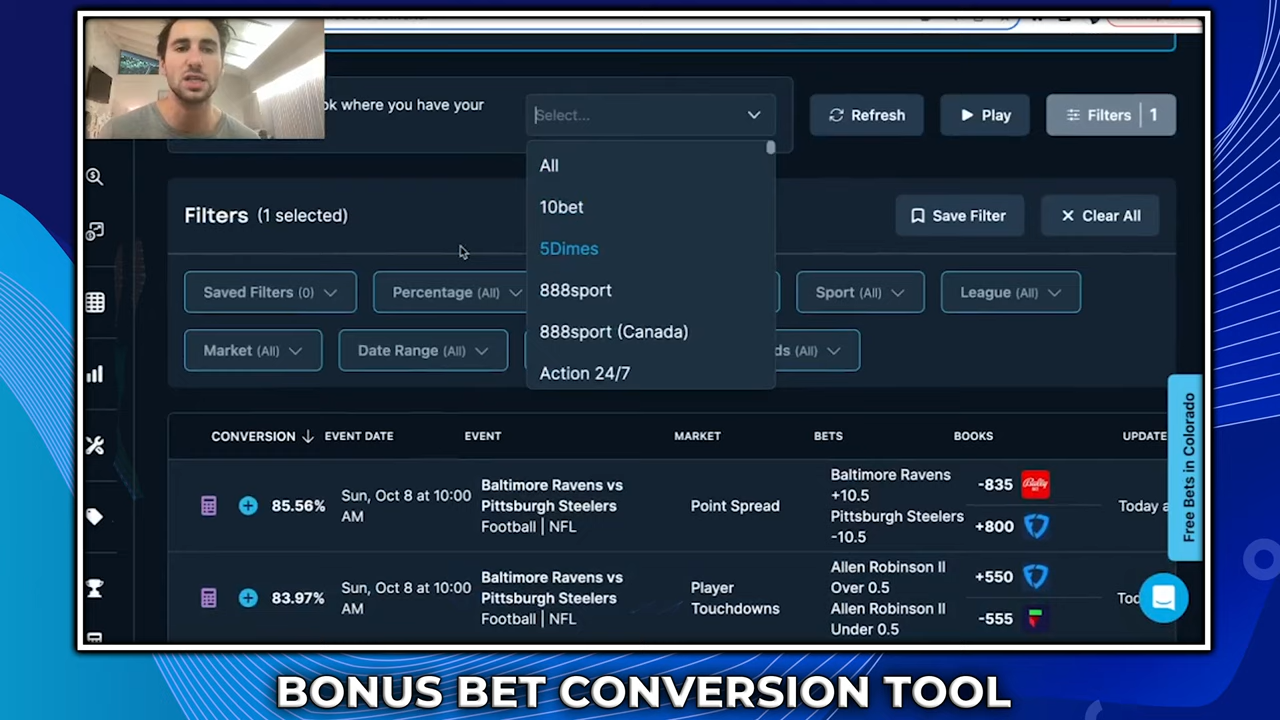 ok where you have your
Select...
Refresh
Play
Filters 1
All
10bet
5Dimes
888sport
888sport (Canada)
Action 24/7
Filters (1 selected)
Save Filter
Clear All
Saved Filters (0)
Percentage (All)
Sport (All)
League (All)
Market (All)
Date Range (All)
ds (All)
Free Bets in Colorado
CONVERSION
EVENT DATE
EVENT
MARKET
BETS
BOOKS
UPDATE
85.56%
Sun, Oct 8 at 10:00
AM
Baltimore Ravens vs
Pittsburgh Steelers
Football | NFL
Point Spread
Baltimore Ravens
+10.5
Pittsburgh Steelers
-10.5
-835
Bally
BET
+800
Today a
83.97%
Sun, Oct 8 at 10:00
AM
Baltimore Ravens vs
Pittsburgh Steelers
Football | NFL
Player
Touchdowns
Allen Robinson II
Over 0.5
Allen Robinson II
Under 0.5
+550
-555
Tod
BONUS BET CONVERSION TOOL